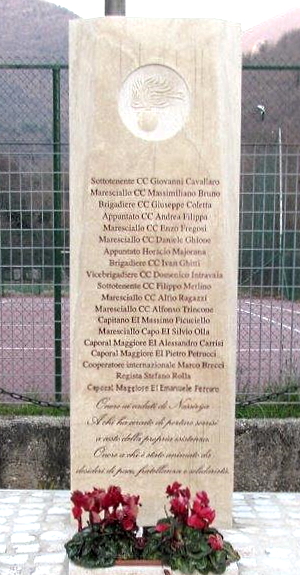 Sottotenente CC Giovanni Cavallaro
Maresciallo CC Massimiliano Bruno
Brigadiere CC Giuseppe Coletta
Appuntato CC Andrea Filippa
Maresciallo CC Enzo Fregosi
Maresciallo CC Daniele Ghione
Appuntato Horacio Majorana
Brigadiere CC Ivan Ghitti
Vicebrigadiere CC Domenico Intravaia
Sottotenente CC Filippo Merlino
Maresciallo CC Alfio Ragazzi
Maresciallo CC Alfonso Trincone
Capitano EI Massimo Ficuciello
Maresciallo Capo EI Silvio Olla
Caporal Maggiore EI Alessandro Carrisi
Caporal Maggiore EI Pietro Petrucci
Cooperatore internazionale Marco Beeci
Regista Stefano Rolla
Caporal Maggiore EI Emanuele Ferraro
Onore ai caduti di Nassirya
A chi ha cercato di portare sorrisi
a costo della propria esistenza.
Onore a chi è stato animato da
desideri di pace, fratellanza e solidarietà